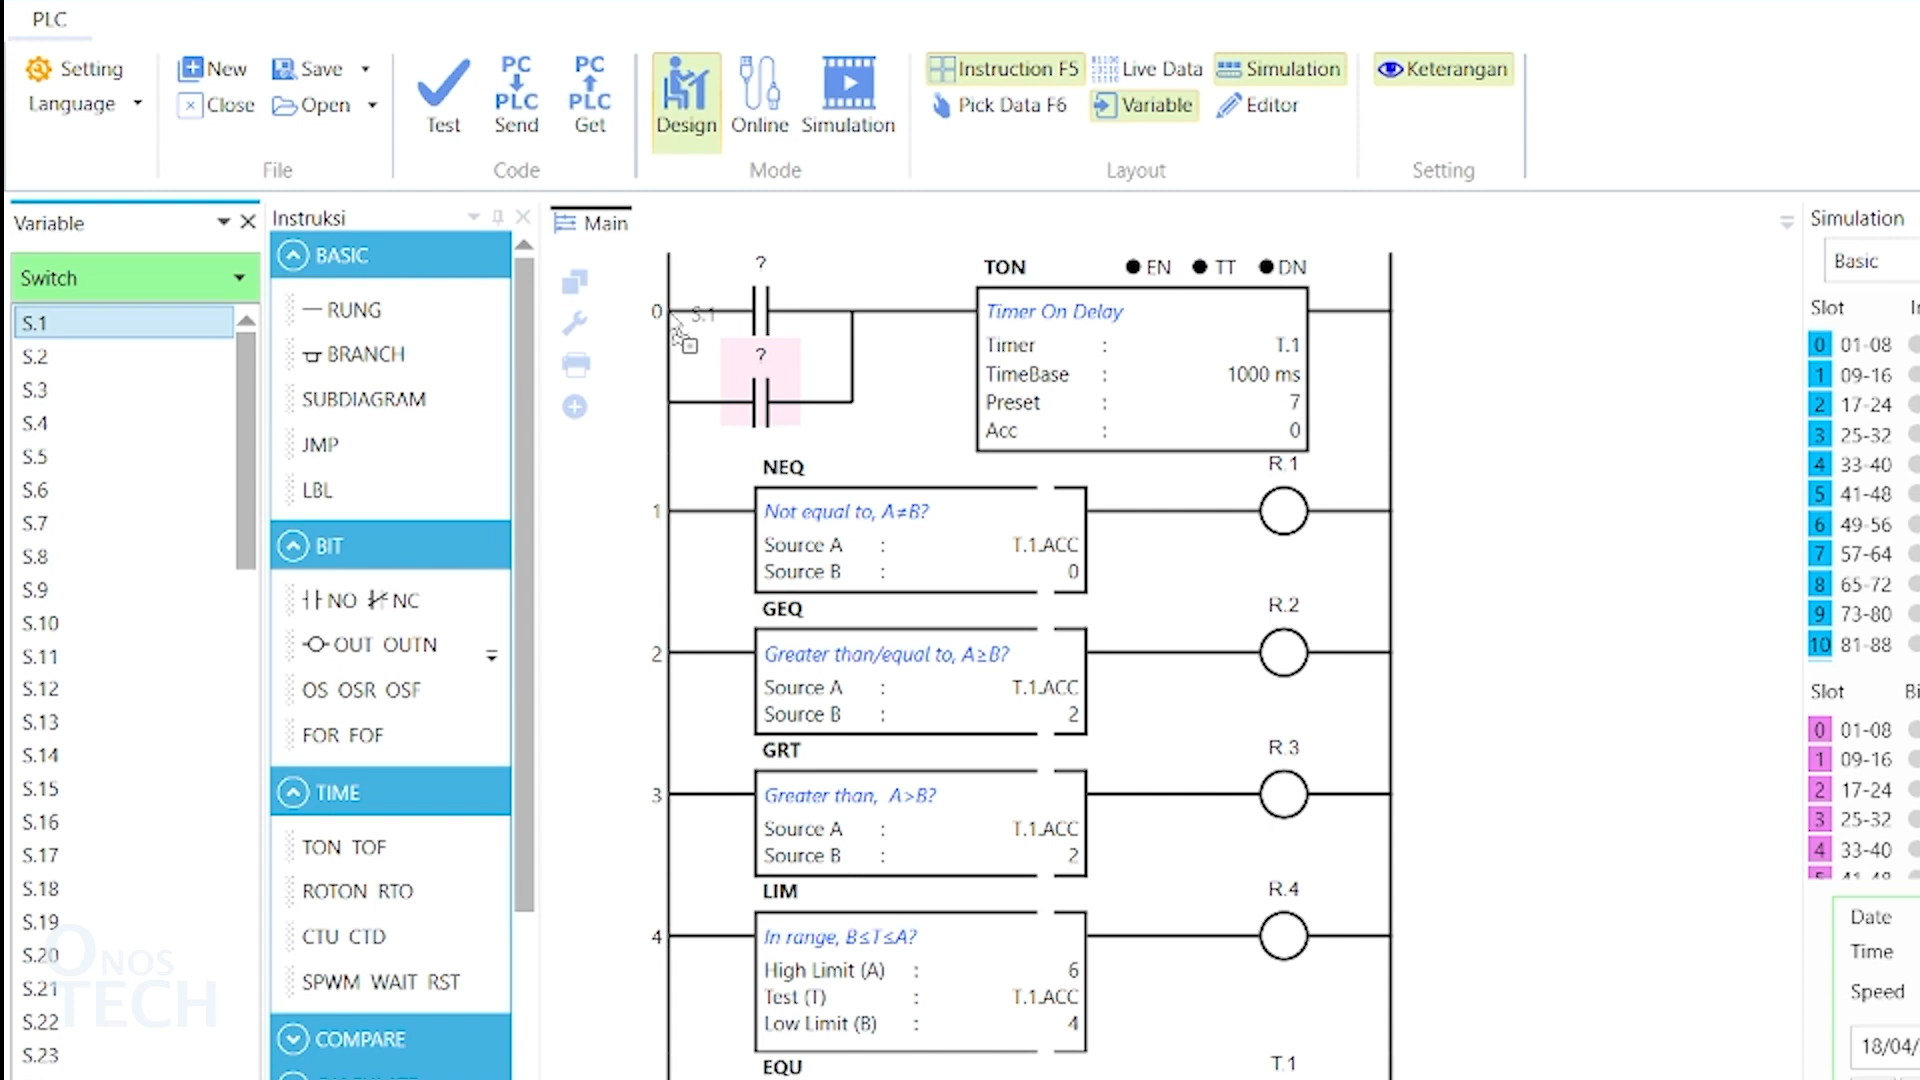 PLC
Setting
Language
New
Close
Save
Open
File
Test
PC
PLC
Send
PC
PLC
Get
Code
Design
Online
Simulation
Mode
Instruction F5
Live Data
Simulation
Pick Data F6
Variable
Editor
Layout
Keterangan
Setting
Variable
Switch
S.1
S.2
S.3
S.4
S.5
S.6
S.7
S.8
S.9
S.10
S.11
S.12
S.13
S.14
S.15
S.16
S.17
S.18
S.19
S.20
S.21
S.22
S.23
ONOS
TECH
Instruksi
BASIC
RUNG
BRANCH
SUBDIAGRAM
JMP
LBL
BIT
NO NC
OUT OUTN
OS OSR OSF
FOR FOF
TIME
TON TOF
ROTON RTO
CTU CTD
SPWM WAIT RST
COMPARE
Main
0
?
S.1
?
TON
EN
TT
DN
Timer On Delay
Timer : T.1
TimeBase : 1000 ms
Preset : 7
Acc : 0
1
NEQ
Not equal to, A≠B?
Source A : T.1.ACC
Source B : 0
R.1
2
GEQ
Greater than/equal to, A≥B?
Source A : T.1.ACC
Source B : 2
R.2
3
GRT
Greater than, A>B?
Source A : T.1.ACC
Source B : 2
R.3
4
LIM
In range, B≤T≤A?
High Limit (A) : 6
Test (T) : T.1.ACC
Low Limit (B) : 4
R.4
EQU
T.1
Simulation
Basic
Slot
0 01-08
1 09-16
2 17-24
3 25-32
4 33-40
5 41-48
6 49-56
7 57-64
8 65-72
9 73-80
10 81-88
Slot
0 01-08
1 09-16
2 17-24
3 25-32
4 33-40
Date
Time
Speed
18/04/